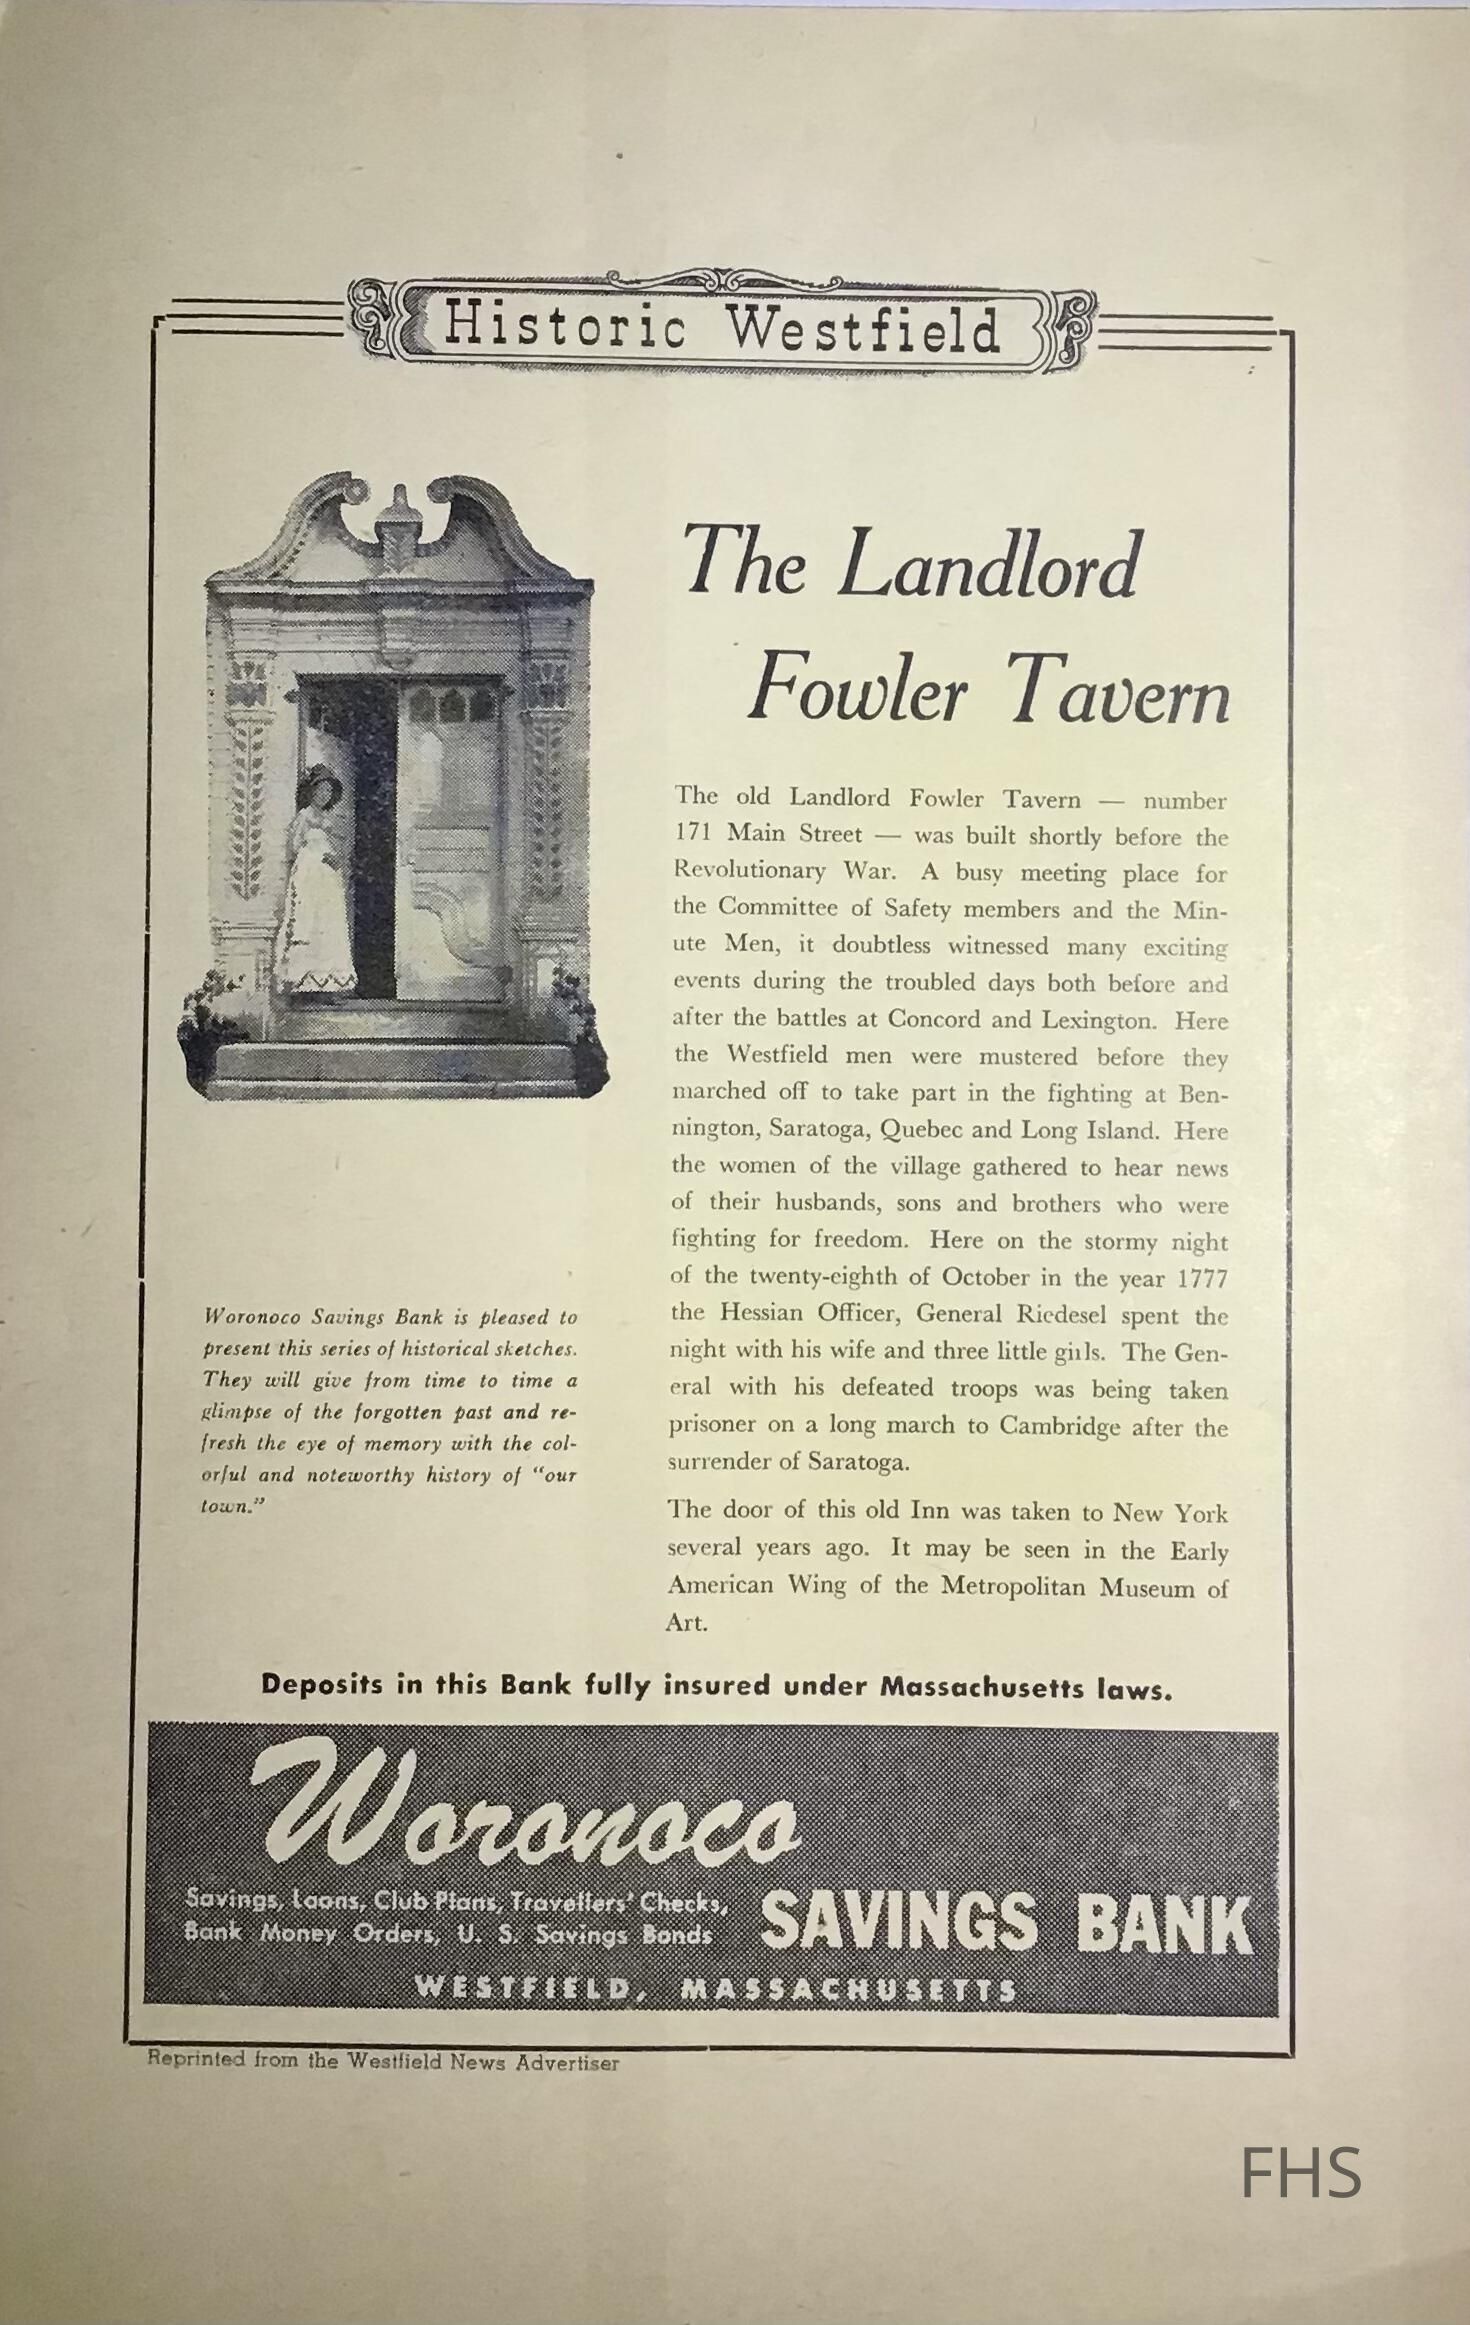 Historic Westfield
The Landlord
Fowler Tavern
The old Landlord Fowler Tavern — number
171 Main Street — was built shortly before the
Revolutionary War. A busy meeting place for
the Committee of Safety members and the Min-
ute Men, it doubtless witnessed many exciting
events during the troubled days both before and
after the battles at Concord and Lexington. Here
the Westfield men were mustered before they
marched off to take part in the fighting at Ben-
nington, Saratoga, Quebec and Long Island. Here
the women of the village gathered to hear news
of their husbands, sons and brothers who were
fighting for freedom. Here on the stormy night
of the twenty-eighth of October in the year 1777
the Hessian Officer, General Riedesel spent the
night with his wife and three little girls. The Gen-
eral with his defeated troops was being taken
prisoner on a long march to Cambridge after the
surrender of Saratoga.
The door of this old Inn was taken to New York
several years ago. It may be seen in the Early
American Wing of the Metropolitan Museum of
Art.
Woronoco Savings Bank is pleased to
present this series of historical sketches.
They will give from time to time a
glimpse of the forgotten past and re-
fresh the eye of memory with the col-
orful and noteworthy history of "our
town."
Deposits in this Bank fully insured under Massachusetts laws.
Woronoco
SAVINGS BANK
Savings, Loans, Club Plans, Travellers' Checks,
Bank Money Orders, U. S. Savings Bonds
WESTFIELD, MASSACHUSETTS
Reprinted from the Westfield News Advertiser
FHS